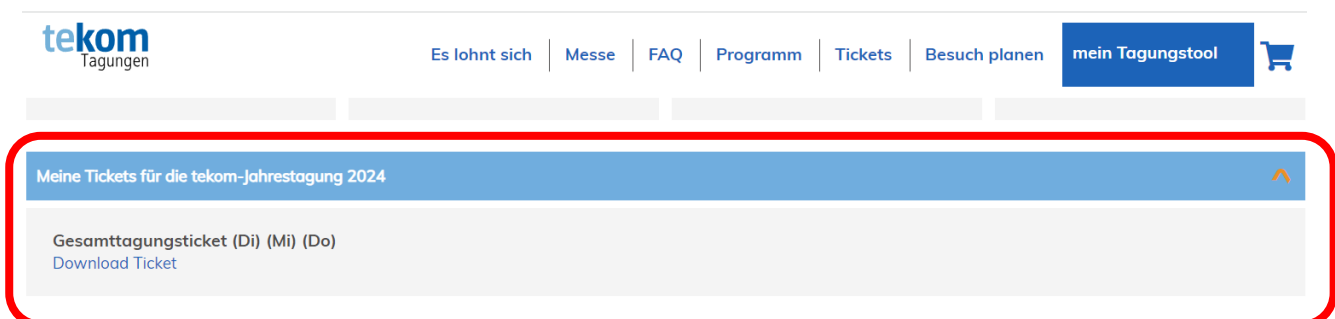 tekom
Tagungen
Es lohnt sich
Messe
FAQ
Programm
Tickets
Besuch planen
mein Tagungstool
Meine Tickets für die tekom-Jahrestagung 2024
Gesamttagungsticket (Di) (Mi) (Do)
Download Ticket